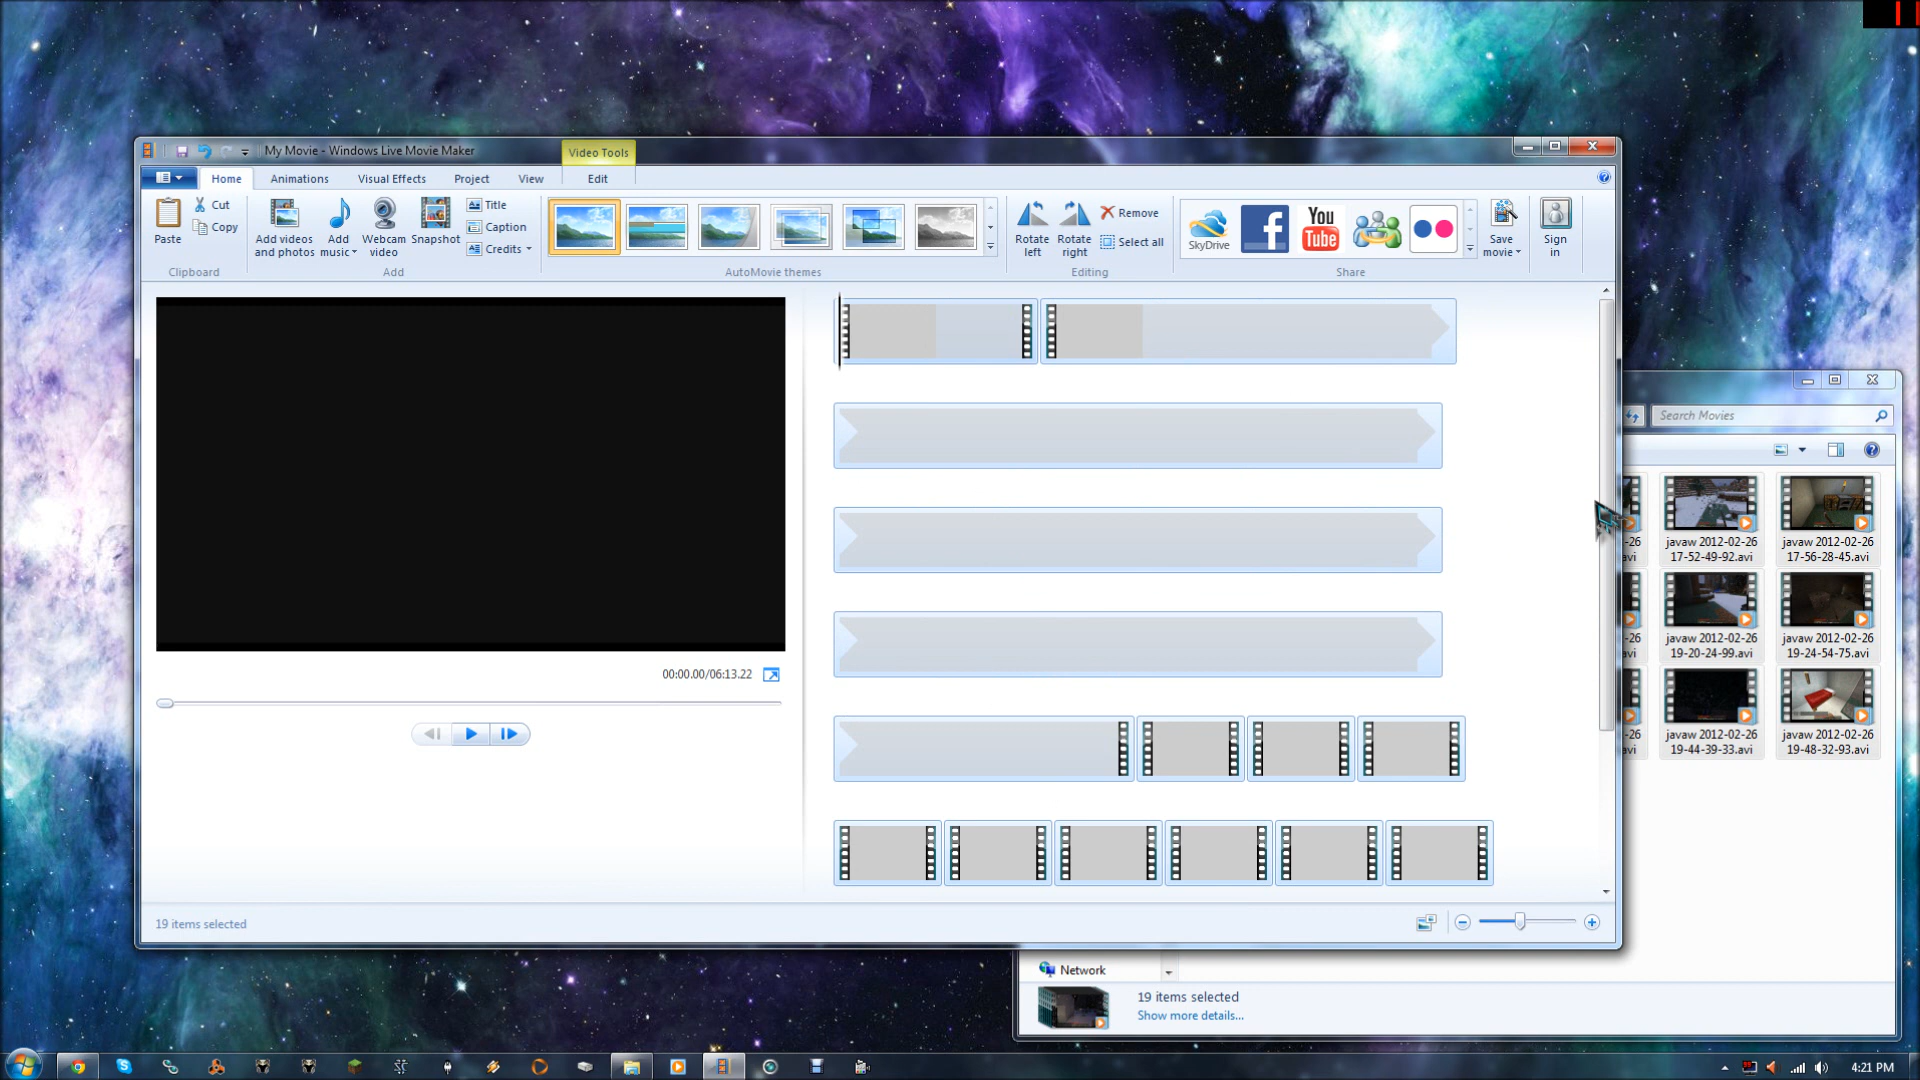 My Movie - Windows Live Movie Maker
Video Tools
Home
Animations
Visual Effects
Project
View
Edit
Paste
Cut
Copy
Clipboard
Add videos
and photos
Add
music
Webcam
video
Snapshot
Title
Caption
Credits
Add
AutoMovie themes
Rotate
left
Rotate
right
Remove
Select all
Editing
SkyDrive
You
Tube
Share
Save
movie
Sign
in
00:00.00/06:13.22
19 items selected
Search Movies
-26
avi
javaw 2012-02-26
17-52-49-92.avi
javaw 2012-02-26
17-56-28-45.avi
-26
avi
javaw 2012-02-26
19-20-24-99.avi
javaw 2012-02-26
19-24-54-75.avi
-26
avi
javaw 2012-02-26
19-44-39-33.avi
javaw 2012-02-26
19-48-32-93.avi
Network
19 items selected
Show more details...
4:21 PM